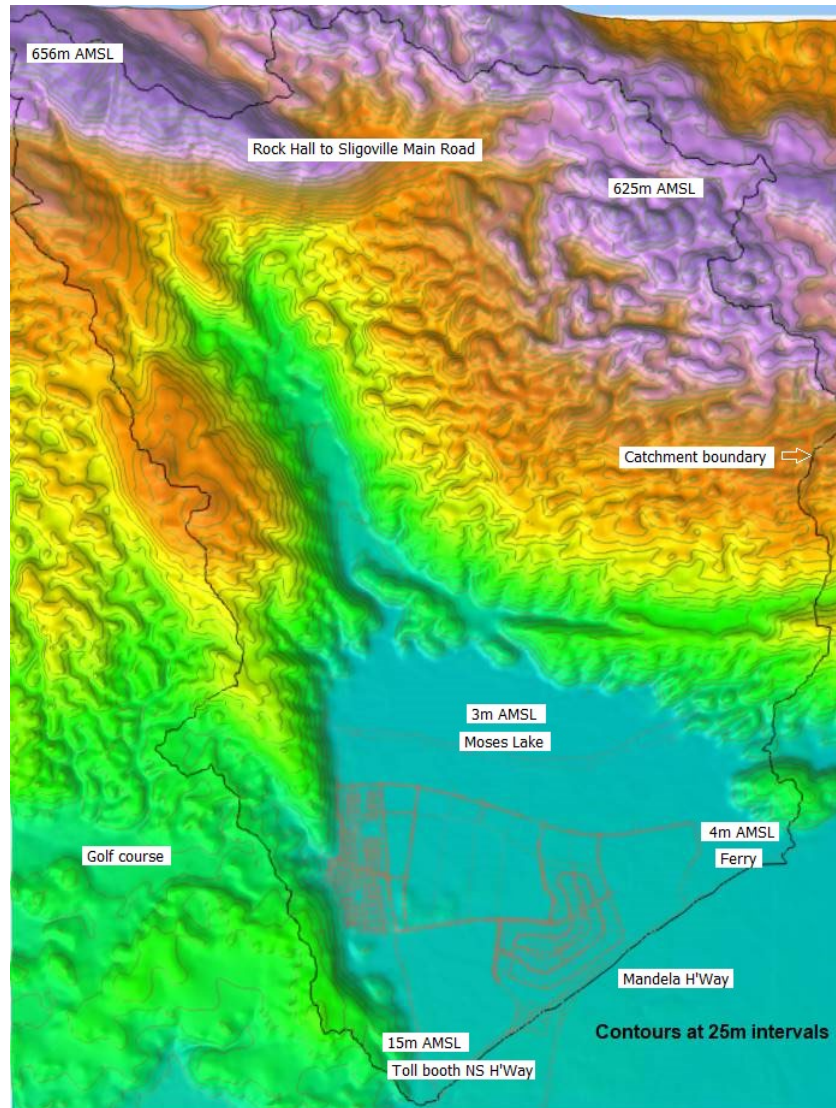 656m AMSL
Rock Hall to Sligoville Main Road
625m AMSL
Catchment boundary
3m AMSL
Moses Lake
4m AMSL
Ferry
Golf course
Mandela H'Way
Contours at 25m intervals
15m AMSL
Toll booth NS H'Way